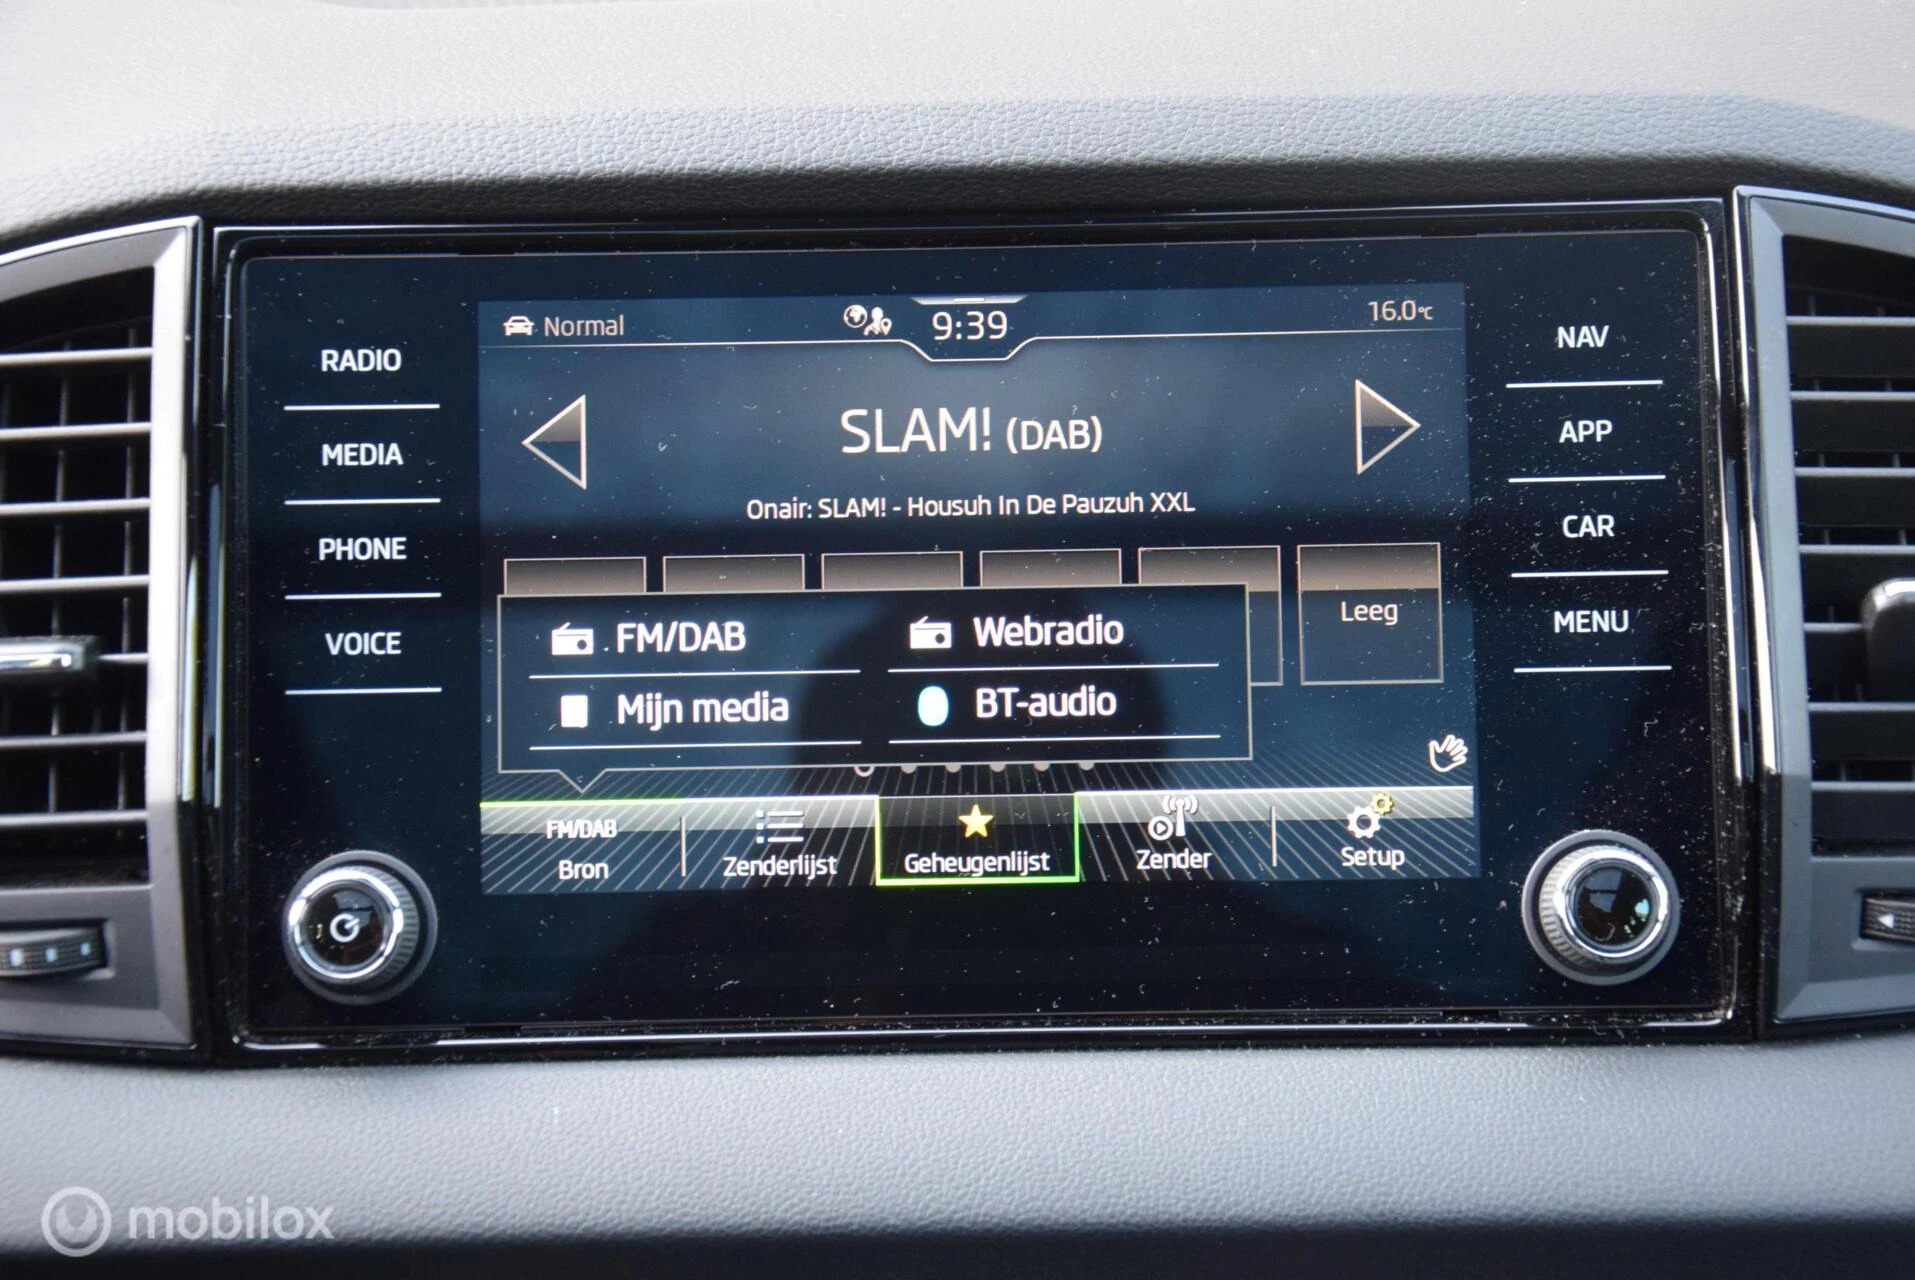 RADIO
MEDIA
PHONE
VOICE
Normal
9:39
16.0°C
SLAM! (DAB)
Onair: SLAM! - Housuh In De Pauzuh XXL
Leeg
FM/DAB
Webradio
Mijn media
BT-audio
FM/DAB
Bron
Zenderlijst
Geheugenlijst
Zender
Setup
NAV
APP
CAR
MENU
mobilox